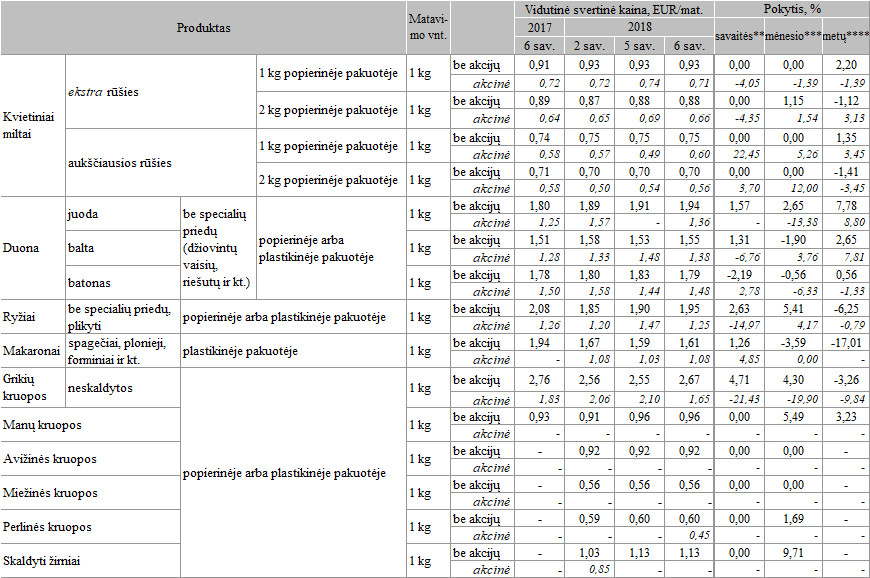 Produktas Matavi- Vidutinė svertinė kaina, EUR/mat. Pokytis, %
mo vnt. 2017 2018 savaitės** mėnesio*** metų****
6 sav. 2 sav. 5 sav. 6 sav.
Kvietiniai miltai ekstra rūšies 1 kg popierinėje pakuotėje 1 kg be akcijų 0,91 0,93 0,93 0,93 0,00 0,00 2,20
akcinė 0,72 0,72 0,74 0,71 -4,05 -1,39 -1,39
2 kg popierinėje pakuotėje 1 kg be akcijų 0,89 0,87 0,88 0,88 0,00 1,15 -1,12
akcinė 0,64 0,65 0,69 0,66 -4,35 1,54 3,13
aukščiausios rūšies 1 kg popierinėje pakuotėje 1 kg be akcijų 0,74 0,75 0,75 0,75 0,00 0,00 1,35
akcinė 0,58 0,57 0,49 0,60 22,45 5,26 3,45
2 kg popierinėje pakuotėje 1 kg be akcijų 0,71 0,70 0,70 0,70 0,00 0,00 -1,41
akcinė 0,58 0,50 0,54 0,56 3,70 12,00 -3,45
Duona juoda be specialių priedų (džiovintų vaisių, riešutų ir kt.) popierinėje arba plastikinėje pakuotėje 1 kg be akcijų 1,80 1,89 1,91 1,94 1,57 2,65 7,78
akcinė 1,25 1,57 - 1,36 - -13,38 8,80
balta 1 kg be akcijų 1,51 1,58 1,53 1,55 1,31 -1,90 2,65
akcinė 1,28 1,33 1,48 1,38 -6,76 3,76 7,81
batonas 1 kg be akcijų 1,78 1,80 1,83 1,79 -2,19 -0,56 0,56
akcinė 1,50 1,58 1,44 1,48 2,78 -6,33 -1,33
Ryžiai be specialių priedų, plikyti popierinėje arba plastikinėje pakuotėje 1 kg be akcijų 2,08 1,85 1,90 1,95 2,63 5,41 -6,25
akcinė 1,26 1,20 1,47 1,25 -14,97 4,17 -0,79
Makaronai spagečiai, plonieji, forminiai ir kt. plastikinėje pakuotėje 1 kg be akcijų 1,94 1,67 1,59 1,61 1,26 -3,59 -17,01
akcinė - 1,08 1,03 1,08 4,85 0,00 -
Grikių kruopos neskaldytos popierinėje arba plastikinėje pakuotėje 1 kg be akcijų 2,76 2,56 2,55 2,67 4,71 4,30 -3,26
akcinė 1,83 2,06 2,10 1,65 -21,43 -19,90 -9,84
Manų kruopos 1 kg be akcijų 0,93 0,91 0,96 0,96 0,00 5,49 3,23
akcinė - - - - - - -
Avižinės kruopos 1 kg be akcijų - 0,92 0,92 0,92 0,00 0,00 -
akcinė - - - - - - -
Miežinės kruopos 1 kg be akcijų - 0,56 0,56 0,56 0,00 0,00 -
akcinė - - - - - - -
Perlinės kruopos 1 kg be akcijų - 0,59 0,60 0,60 0,00 1,69 -
akcinė - - - 0,45 - - -
Skaldyti žirniai 1 kg be akcijų - 1,03 1,13 1,13 0,00 9,71 -
akcinė - 0,85 - - - - -